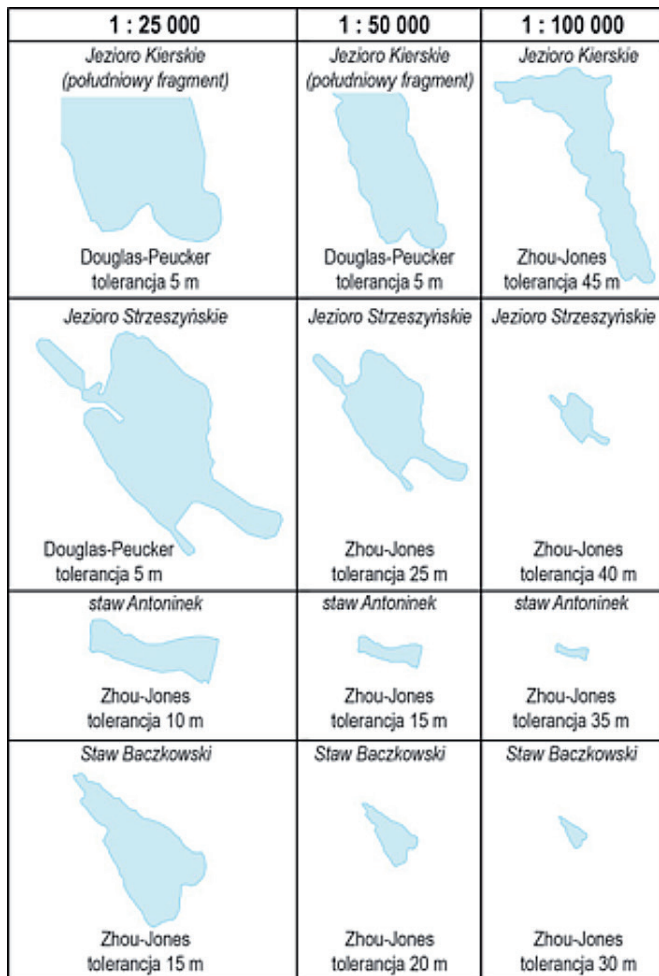 1 : 25 000
1 : 50 000
1 : 100 000
Jezioro Kierskie
(południowy fragment)
Douglas-Peucker
tolerancja 5 m
Jezioro Kierskie
(południowy fragment)
Douglas-Peucker
tolerancja 5 m
Jezioro Kierskie
Zhou-Jones
tolerancja 45 m
Jezioro Strzeszyńskie
Douglas-Peucker
tolerancja 5 m
Jezioro Strzeszyńskie
Zhou-Jones
tolerancja 25 m
Jezioro Strzeszyńskie
Zhou-Jones
tolerancja 40 m
staw Antoninek
Zhou-Jones
tolerancja 10 m
staw Antoninek
Zhou-Jones
tolerancja 15 m
staw Antoninek
Zhou-Jones
tolerancja 35 m
Staw Baczkowski
Zhou-Jones
tolerancja 15 m
Staw Baczkowski
Zhou-Jones
tolerancja 20 m
Staw Baczkowski
Zhou-Jones
tolerancja 30 m